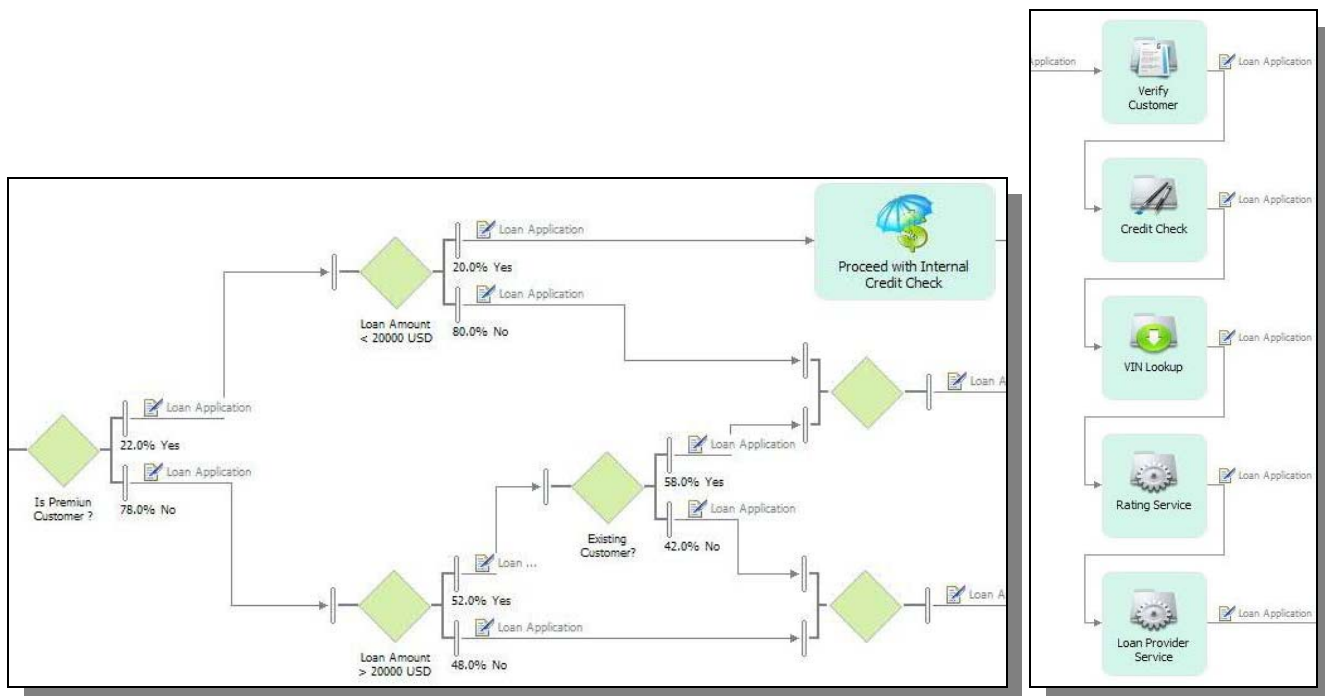 Loan Application
20.0% Yes
Loan Application
80.0% No
Loan Amount
< 20000 USD
Proceed with Internal
Credit Check
Loan A
Loan Application
22.0% Yes
Loan Application
78.0% No
Is Premiun
Customer ?
Loan Application
58.0% Yes
Loan Application
42.0% No
Existing
Customer?
Loan ...
52.0% Yes
Loan Application
48.0% No
Loan Amount
> 20000 USD
Loan A
Application
Verify
Customer
Loan Application
Credit Check
Loan Application
VIN Lookup
Loan Application
Rating Service
Loan Application
Loan Provider
Service
Loan Application